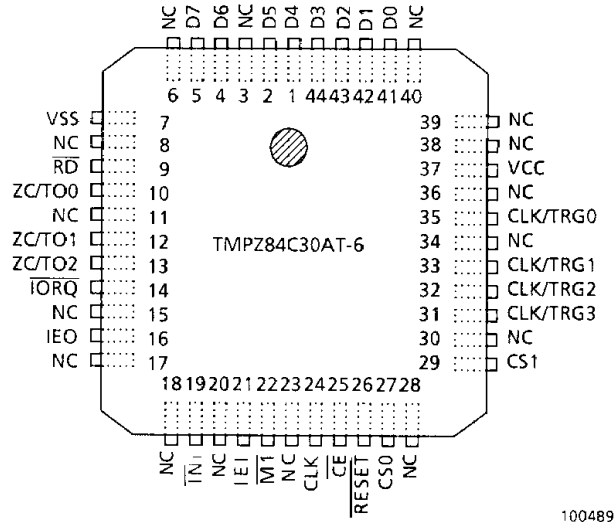 NC D7 D6 NC D5 D4 D3 D2 D1 D0 NC
6 5 4 3 2 1 44 43 42 41 40
VSS 7
NC 8
RD 9
ZC/TO0 10
NC 11
ZC/TO1 12
ZC/TO2 13
IORQ 14
NC 15
IEO 16
NC 17
TMPZ84C30AT-6
39 NC
38 NC
37 VCC
36 NC
35 CLK/TRG0
34 NC
33 CLK/TRG1
32 CLK/TRG2
31 CLK/TRG3
30 NC
29 CS1
18 19 20 21 22 23 24 25 26 27 28
NC INT NC IEI M1 NC CLK CE RESET CS0 NC
100489